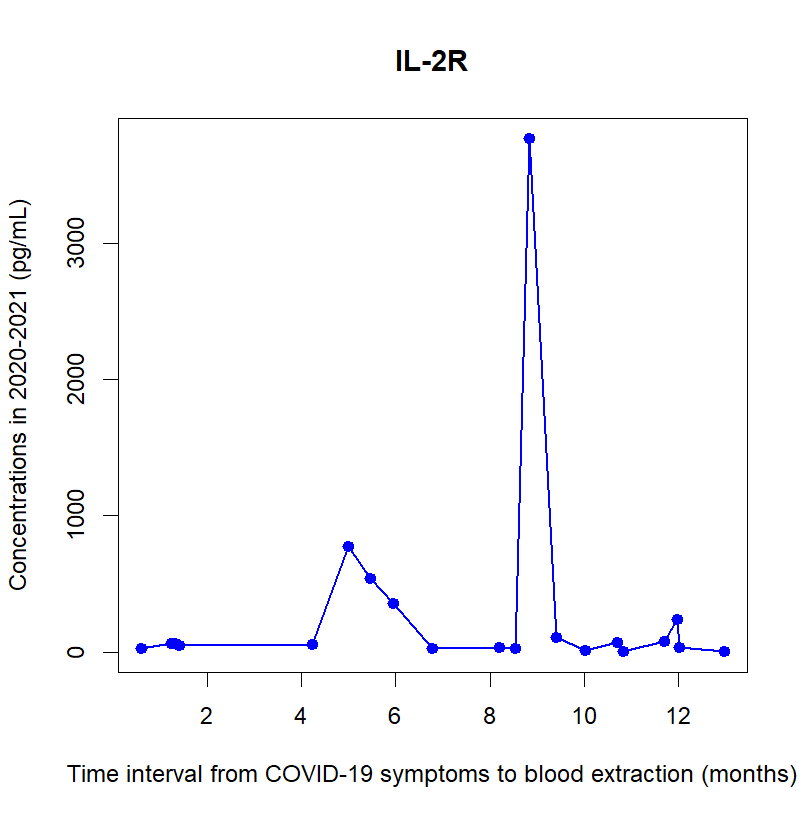 IL-2R
Concentrations in 2020-2021 (pg/mL)
3000
2000
1000
0
2 4 6 8 10 12
Time interval from COVID-19 symptoms to blood extraction (months)